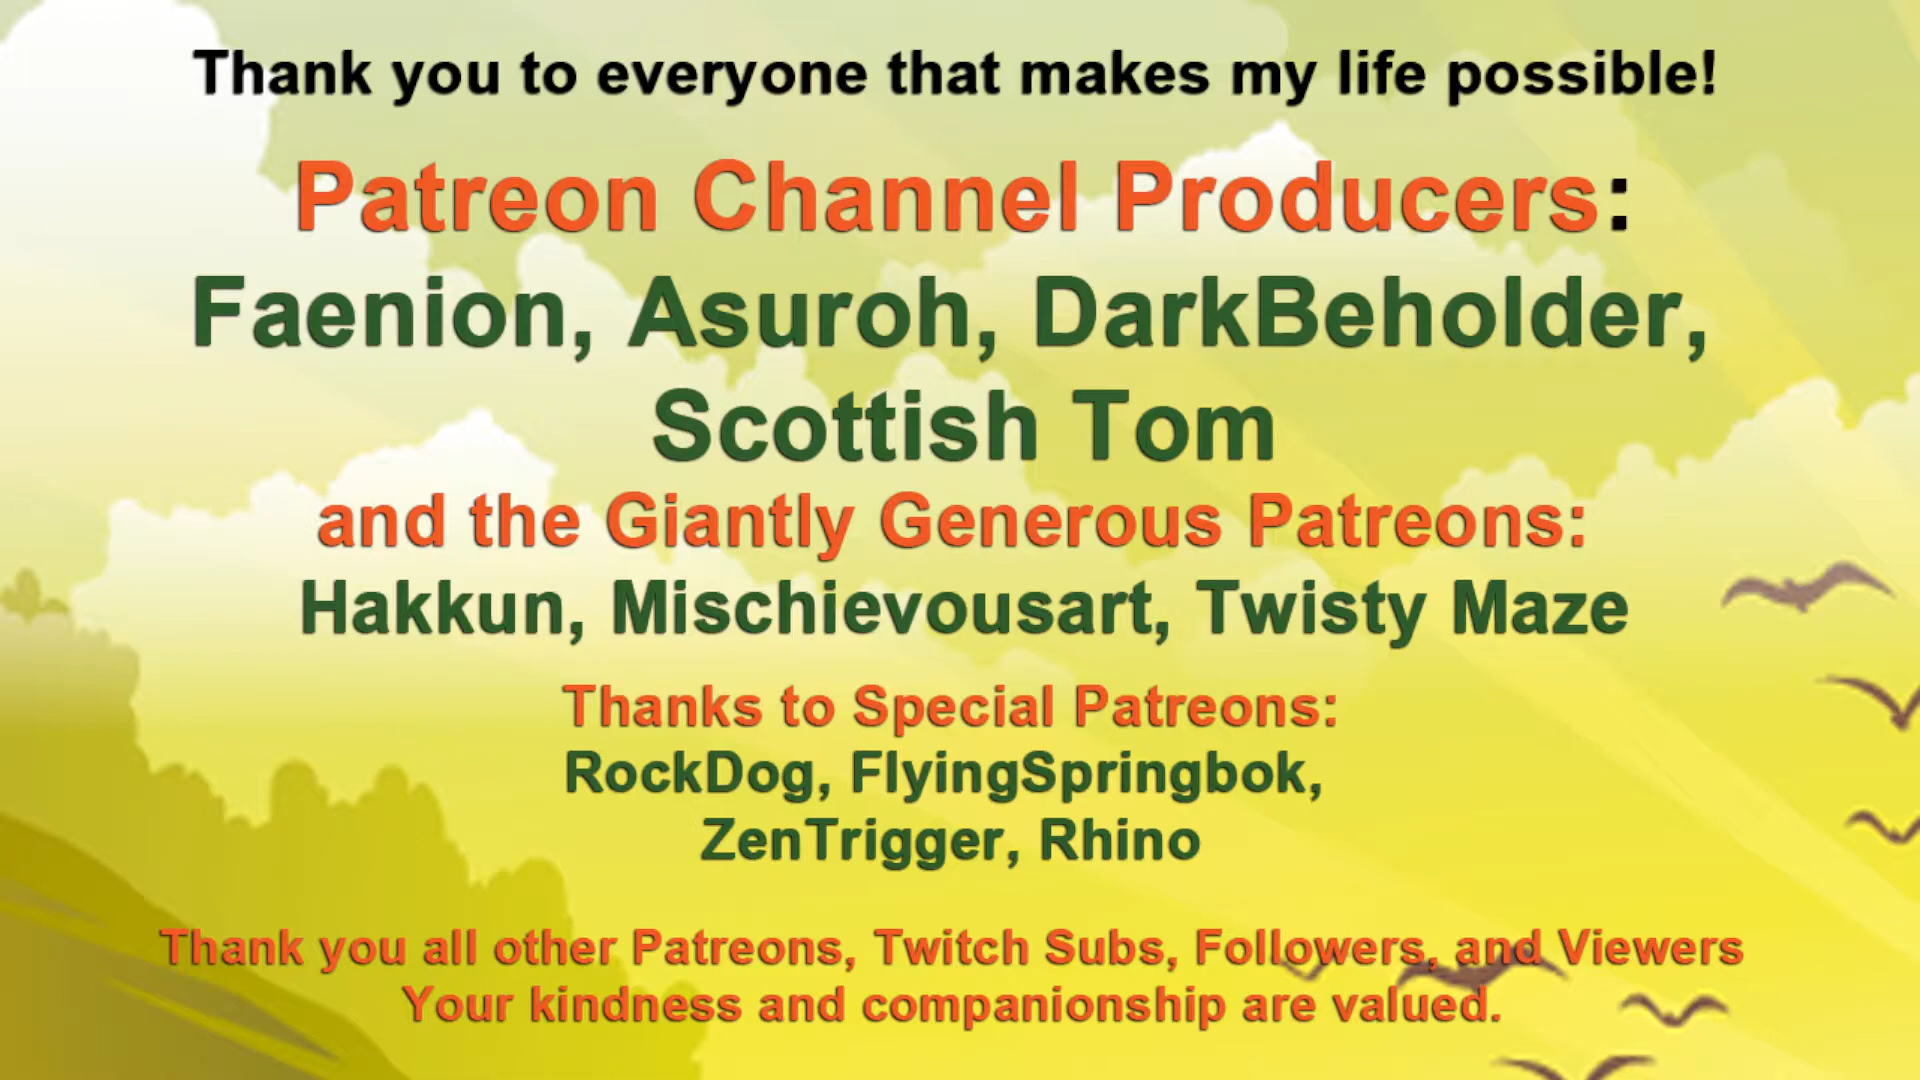 Thank you to everyone that makes my life possible!
Patreon Channel Producers:
Faenion, Asuroh, DarkBeholder,
Scottish Tom
and the Giantly Generous Patreons:
Hakkun, Mischievousart, Twisty Maze
Thanks to Special Patreons:
RockDog, FlyingSpringbok,
ZenTrigger, Rhino
Thank you all other Patreons, Twitch Subs, Followers, and Viewers
Your kindness and companionship are valued.